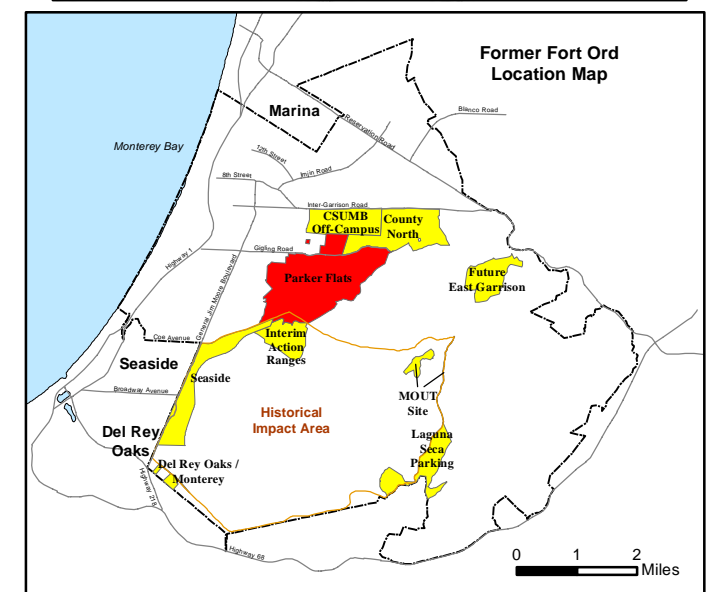 Former Fort Ord
Location Map
Marina
Blanco Road
Reservation Road
Monterey Bay
12th Street
Imjin Road
8th Street
Inter-Garrison Road
CSUMB
Off-Campus
County
North
Gigling Road
Highway 1
General Jim Moore Boulevard
Parker Flats
Future
East Garrison
Coe Avenue
Interim
Action
Ranges
Seaside
Seaside
Broadway Avenue
MOUT
Site
Historical
Impact Area
Del Rey
Oaks
Laguna
Seca
Parking
Del Rey Oaks /
Monterey
Highway 218
Highway 68
0 1 2
Miles